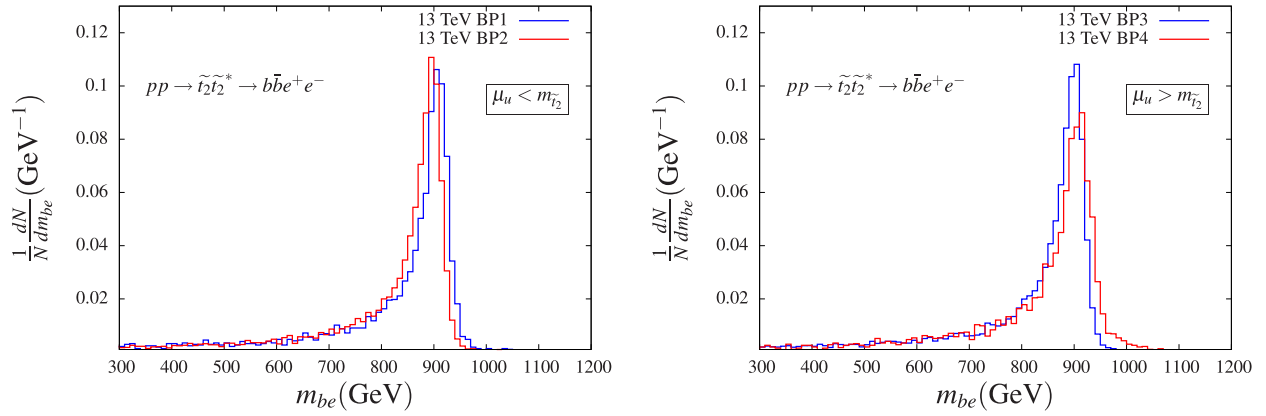 0.13
0.1
0.08
0.06
0.04
0.02
13 TeV BP1
13 TeV BP2
pp → t̃₂t̃₂* → bb̄e⁺e⁻
μᵤ < m_t̃₂
1/N dN/dm_be (GeV⁻¹)
300 400 500 600 700 800 900 1000 1100 1200
m_be(GeV)
0.13
0.1
0.08
0.06
0.04
0.02
13 TeV BP3
13 TeV BP4
pp → t̃₂t̃₂* → bb̄e⁺e⁻
μᵤ > m_t̃₂
1/N dN/dm_be (GeV⁻¹)
300 400 500 600 700 800 900 1000 1100 1200
m_be(GeV)